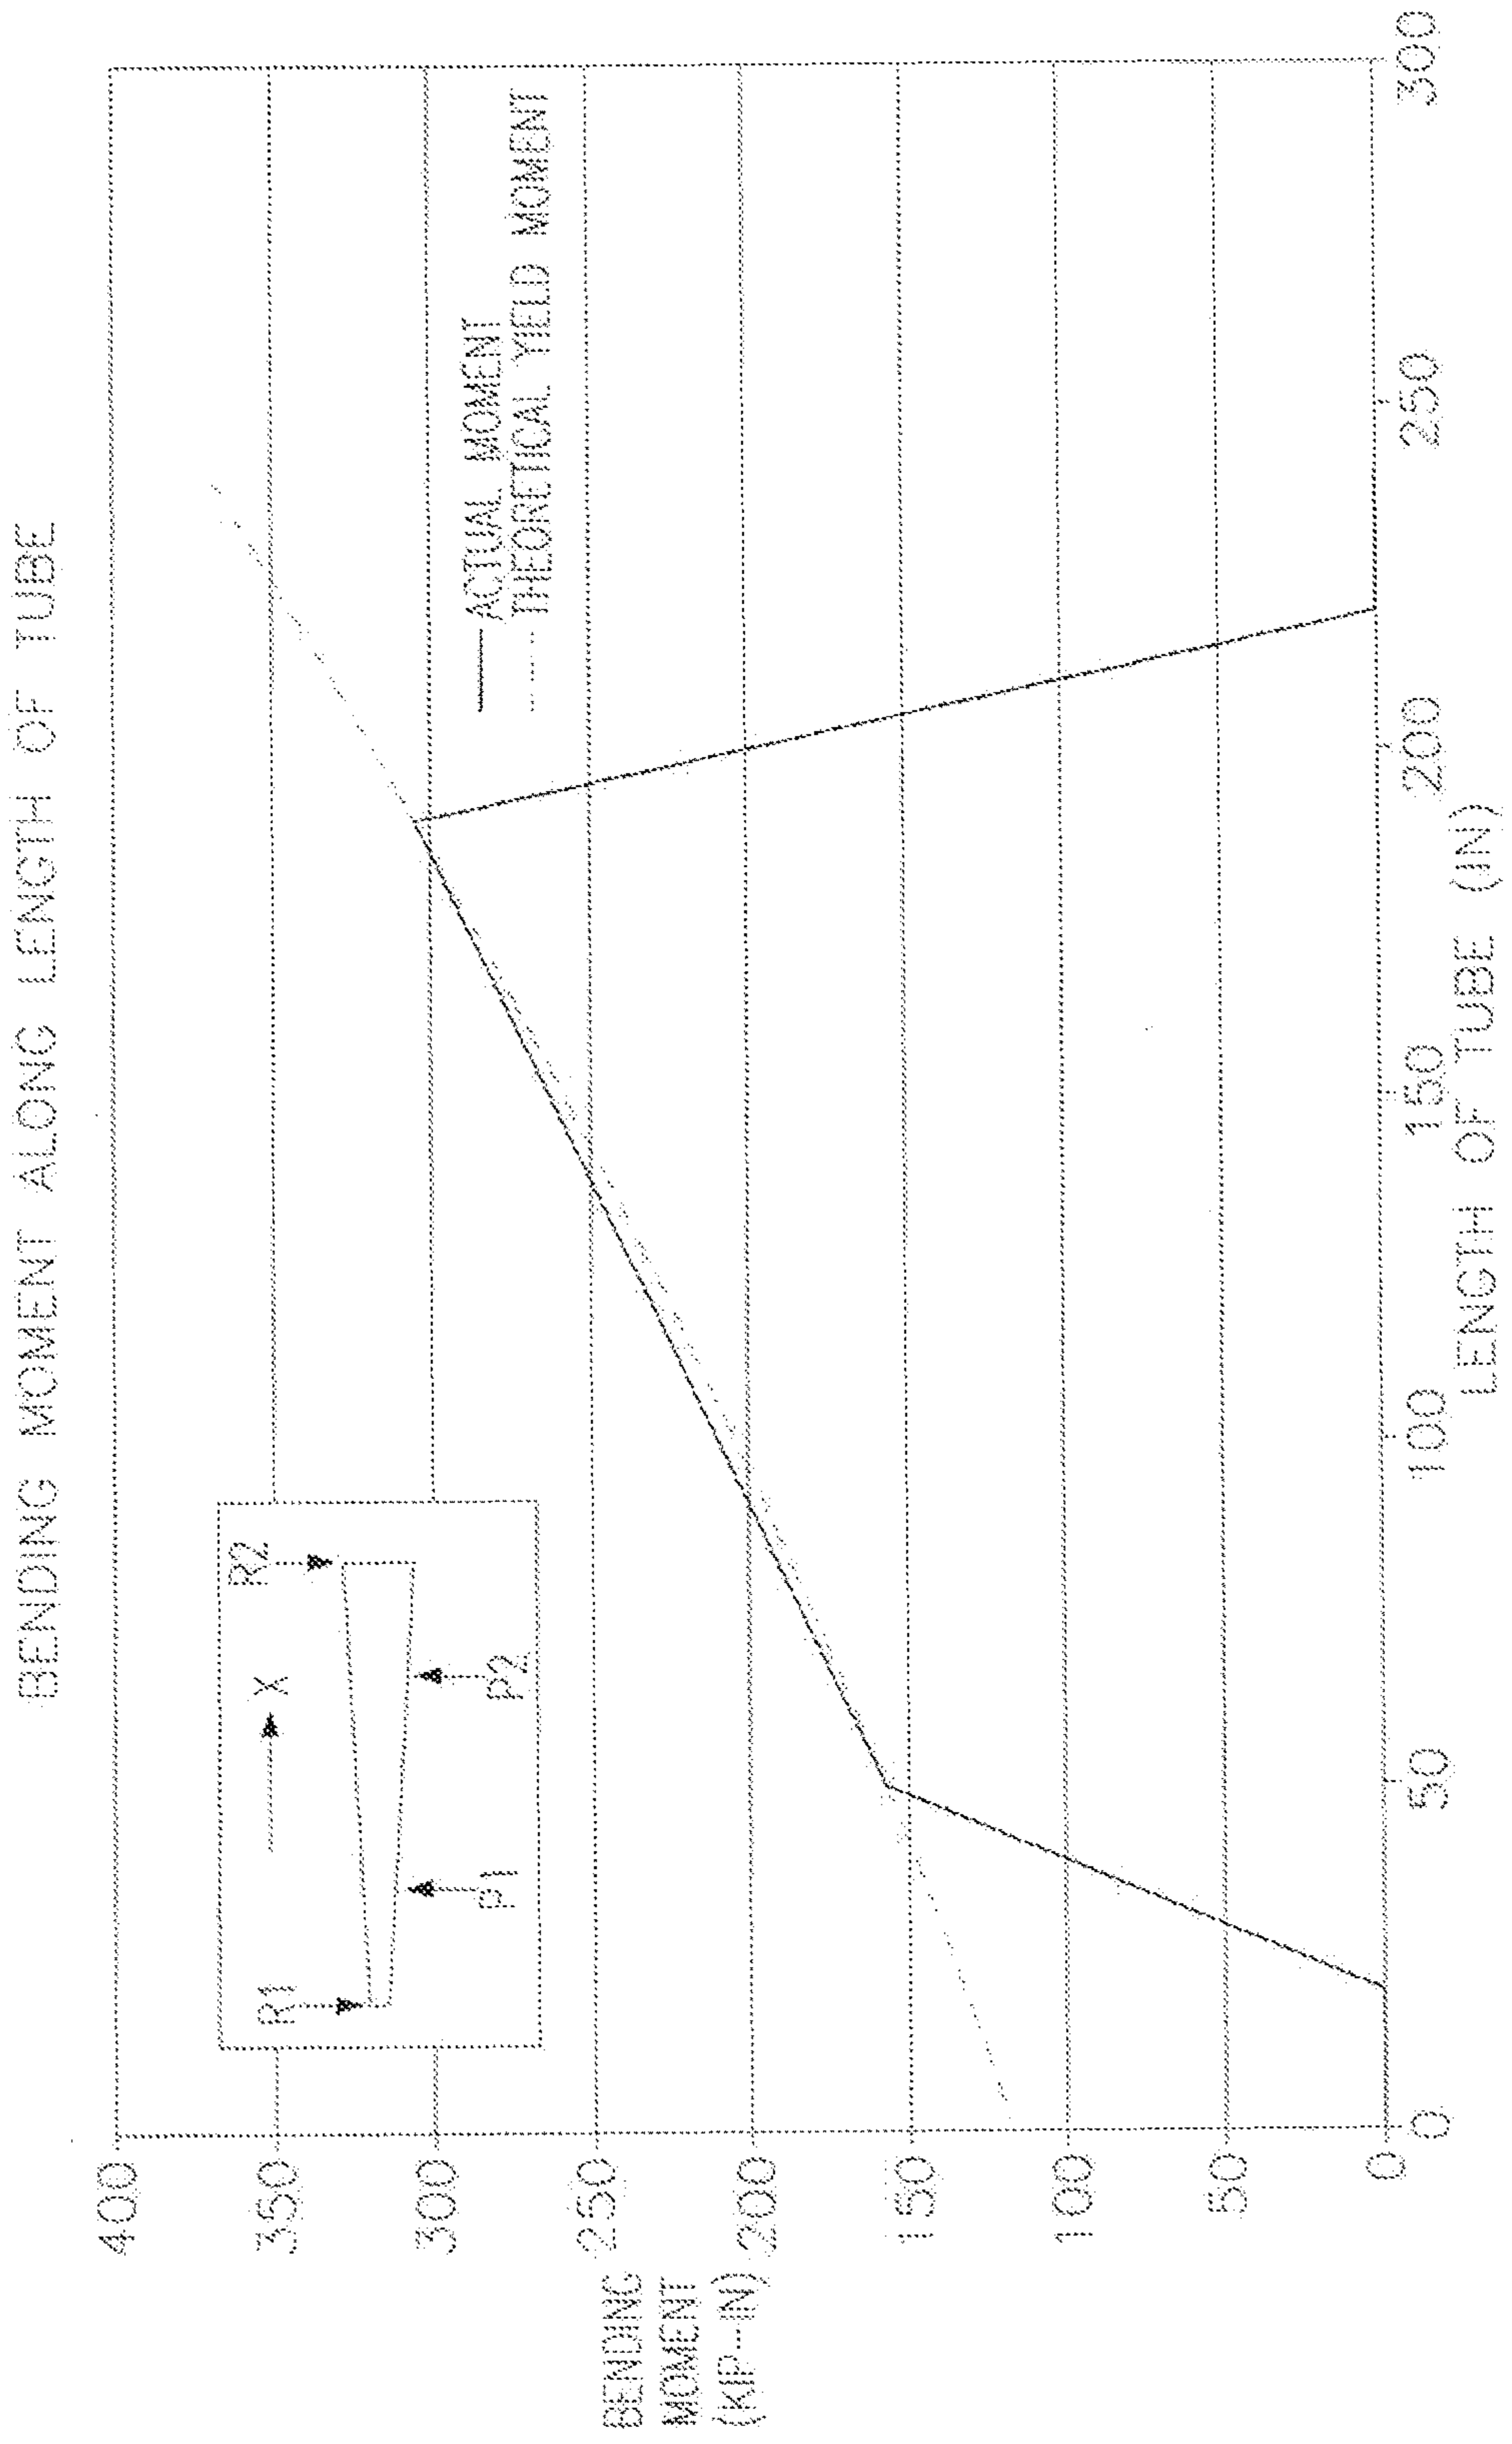 BENDING MOMENT ALONG LENGTH OF TUBE
400
350
300
250
200
150
100
50
0
BENDING
MOMENT
(KIP--IN)
R1
R2
X
P1
P2
ACTUAL MOMENT
THEORETICAL YIELD MOMENT
0
50
100
150
200
250
300
LENGTH OF TUBE (IN)